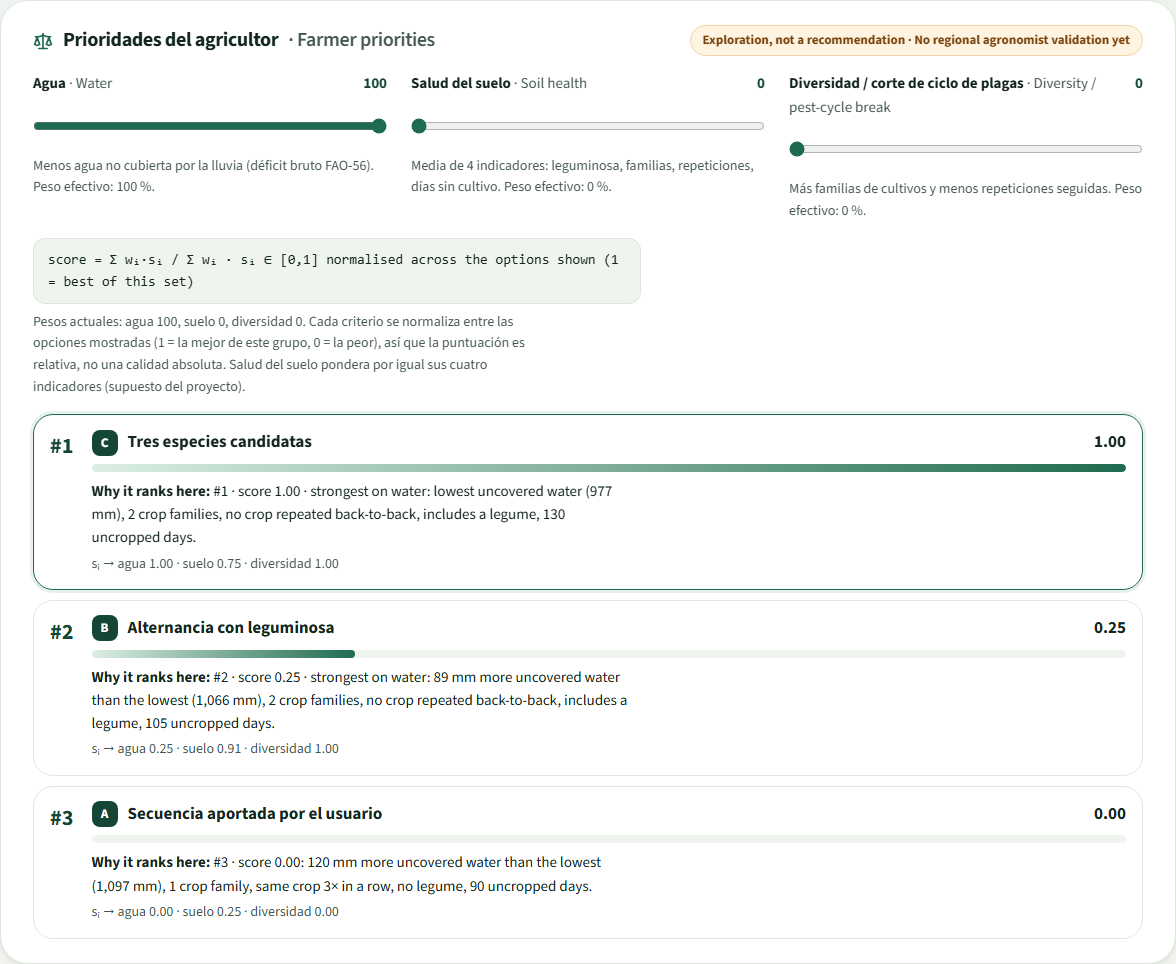 Prioridades del agricultor · Farmer priorities
Exploration, not a recommendation · No regional agronomist validation yet
Agua · Water 100
Menos agua no cubierta por la lluvia (déficit bruto FAO-56).
Peso efectivo: 100 %.
Salud del suelo · Soil health 0
Media de 4 indicadores: leguminosa, familias, repeticiones,
días sin cultivo. Peso efectivo: 0 %.
Diversidad / corte de ciclo de plagas · Diversity / 0
pest-cycle break
Más familias de cultivos y menos repeticiones seguidas. Peso
efectivo: 0 %.
score = Σ wᵢ·sᵢ / Σ wᵢ · sᵢ ∈ [0,1] normalised across the options shown (1
= best of this set)
Pesos actuales: agua 100, suelo 0, diversidad 0. Cada criterio se normaliza entre las
opciones mostradas (1 = la mejor de este grupo, 0 = la peor), así que la puntuación es
relativa, no una calidad absoluta. Salud del suelo pondera por igual sus cuatro
indicadores (supuesto del proyecto).
#1 C Tres especies candidatas 1.00
Why it ranks here: #1 · score 1.00 · strongest on water: lowest uncovered water (977
mm), 2 crop families, no crop repeated back-to-back, includes a legume, 130
uncropped days.
sᵢ → agua 1.00 · suelo 0.75 · diversidad 1.00
#2 B Alternancia con leguminosa 0.25
Why it ranks here: #2 · score 0.25 · strongest on water: 89 mm more uncovered water
than the lowest (1,066 mm), 2 crop families, no crop repeated back-to-back, includes a
legume, 105 uncropped days.
sᵢ → agua 0.25 · suelo 0.91 · diversidad 1.00
#3 A Secuencia aportada por el usuario 0.00
Why it ranks here: #3 · score 0.00: 120 mm more uncovered water than the lowest
(1,097 mm), 1 crop family, same crop 3× in a row, no legume, 90 uncropped days.
sᵢ → agua 0.00 · suelo 0.25 · diversidad 0.00